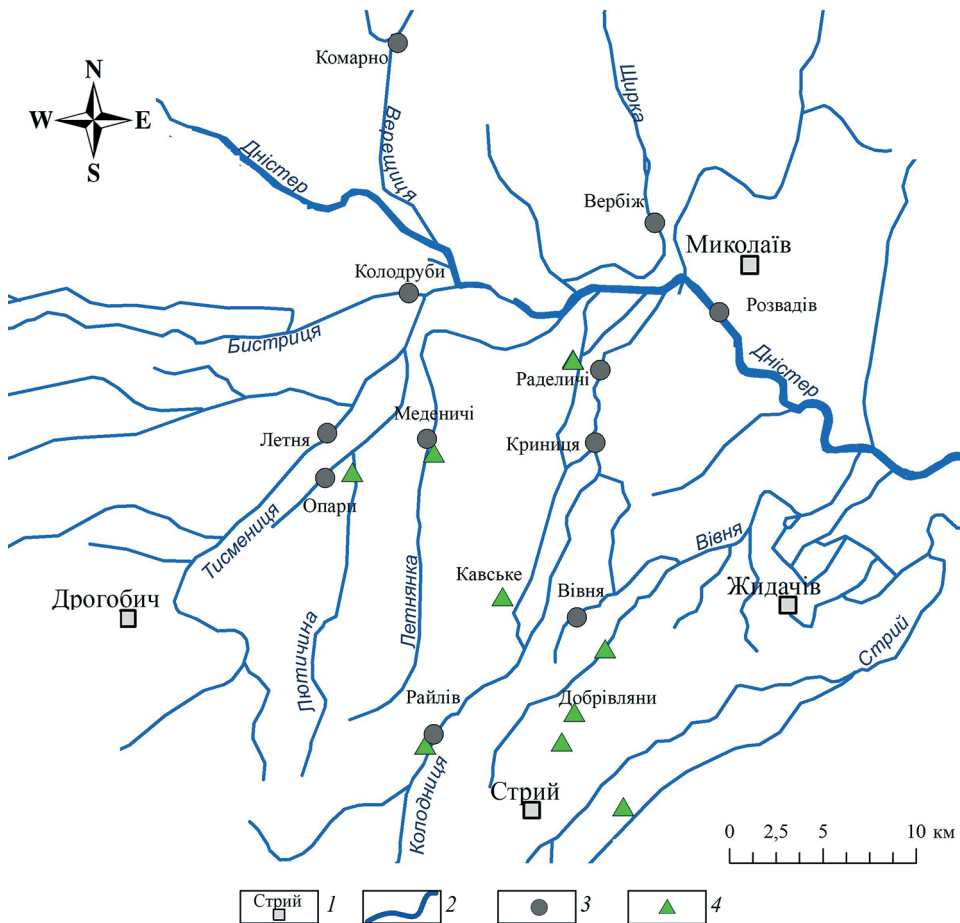 Комарно
N
W
E
S
Дністер
Верещиця
Щирка
Вербіж
Миколаїв
Колодруби
Розвадів
Бистриця
Дністер
Раделичі
Меденичі
Летня
Криниця
Опари
Тисмениця
Вівня
Кавське
Дрогобич
Вівня
Жидачів
Летнянка
Лютичина
Стрий
Райлів
Добрівляни
Колодниця
Стрий
0 2,5 5 10 км
Стрий 1 2 3 4